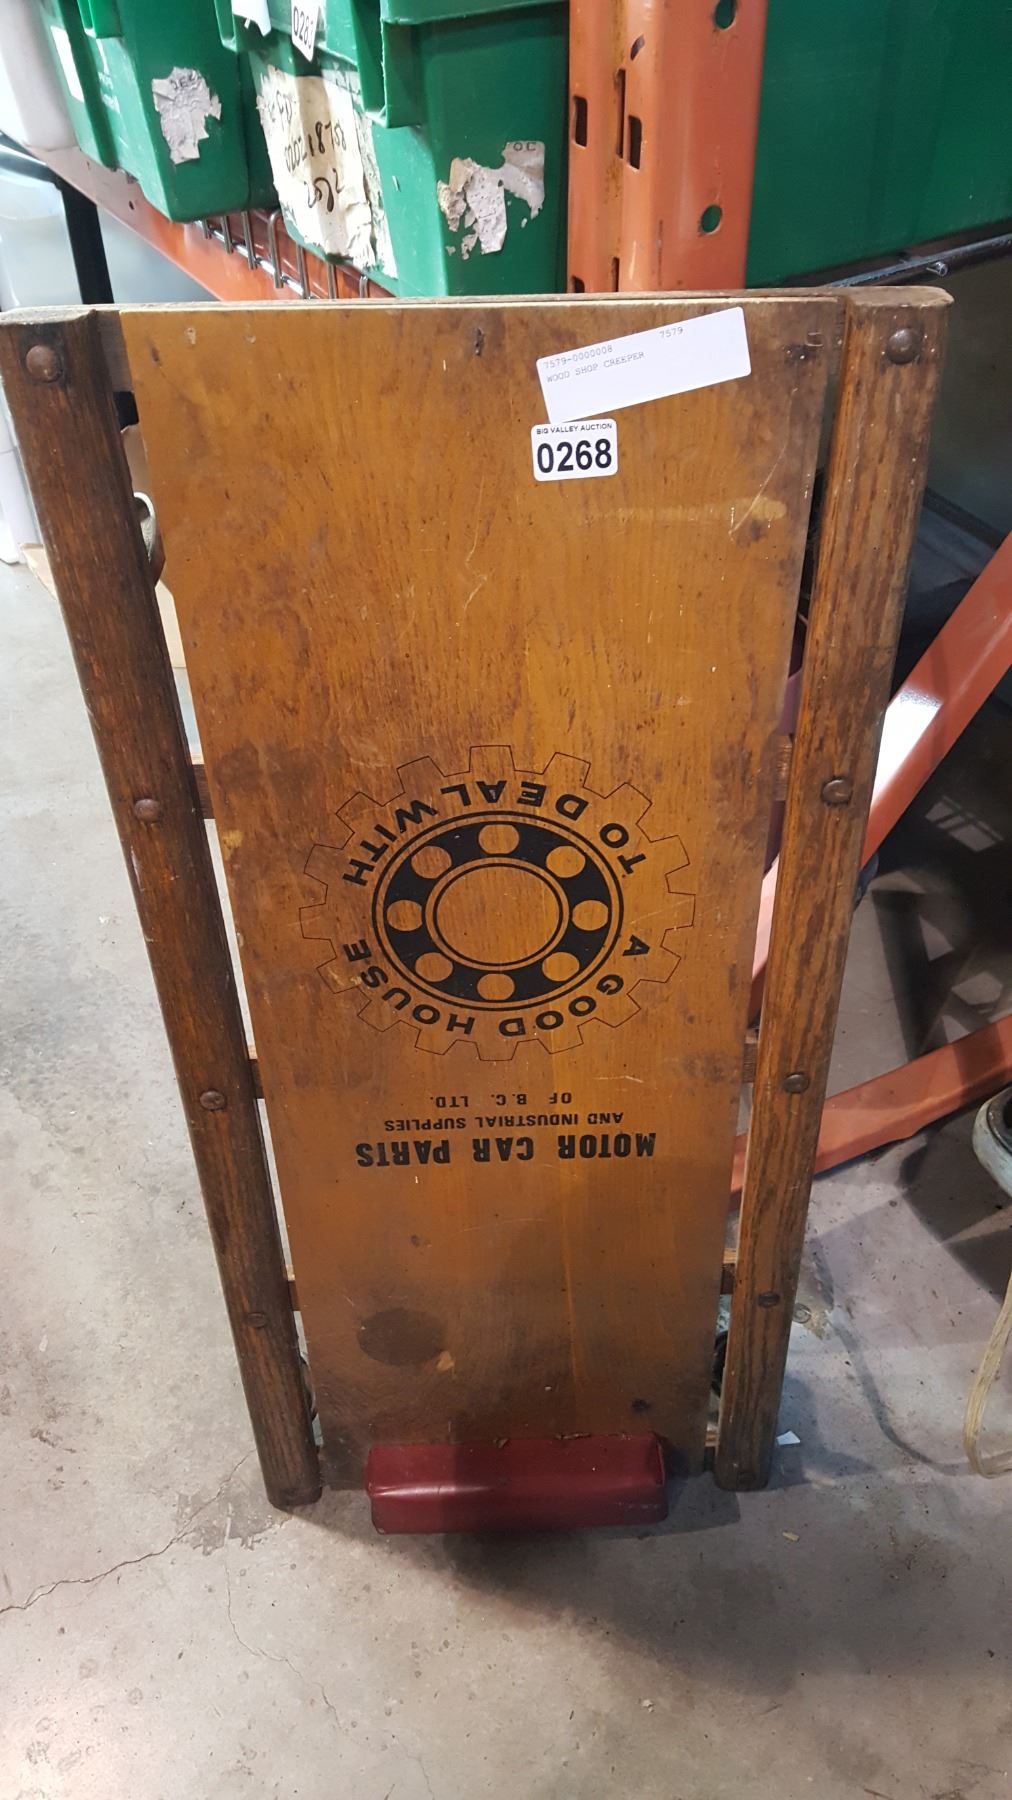 0268
7579-0000008 7579
WOOD SHOP CREEPER
BIG VALLEY AUCTION
0268
MOTOR CAR PARTS
AND INDUSTRIAL SUPPLIES
OF B.C. LTD.
A GOOD HOUSE
TO DEAL WITH